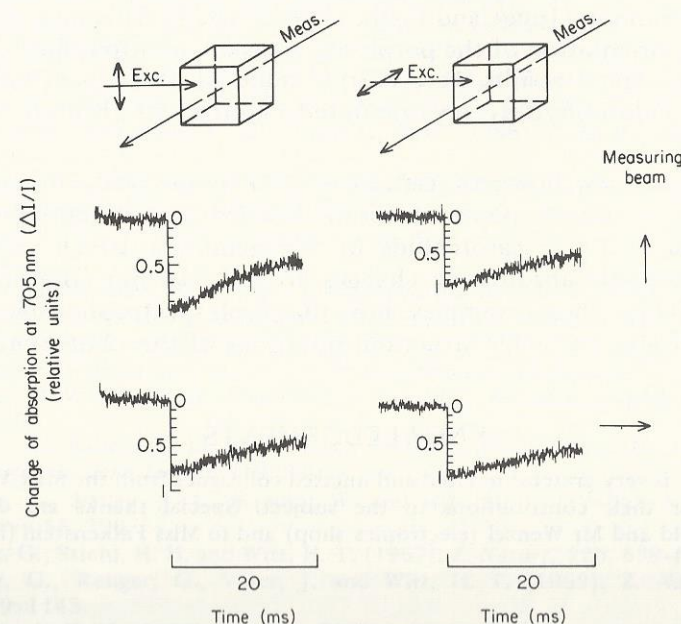 Meas.
Exc.
Meas.
Exc.
Measuring
beam
Change of absorption at 705 nm (ΔI/I)
(relative units)
0
0.5
1
0
0.5
1
0
0.5
1
0
0.5
1
20
Time (ms)
20
Time (ms)